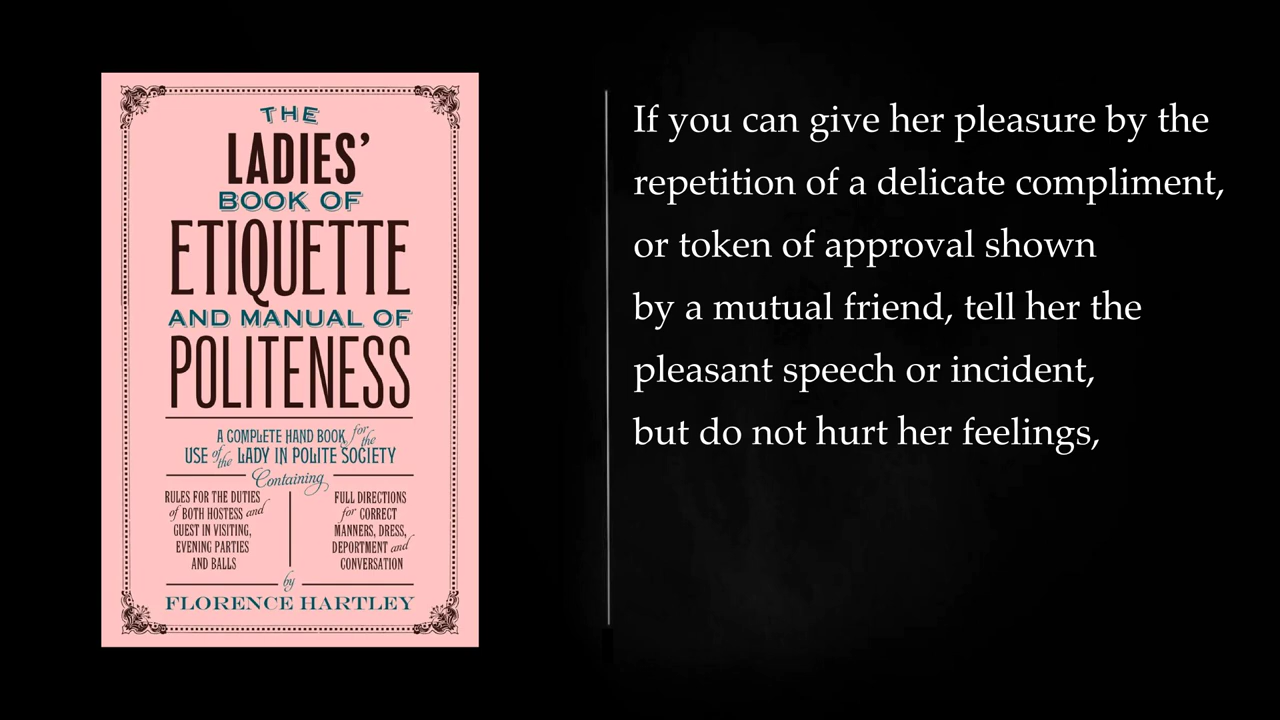 THE
LADIES'
BOOK OF
ETIQUETTE
AND MANUAL OF
POLITENESS
A COMPLETE HAND BOOK for the
USE of the LADY IN POLITE SOCIETY
Containing
RULES FOR THE DUTIES
of BOTH HOSTESS and
GUEST IN VISITING,
EVENING PARTIES
AND BALLS
FULL DIRECTIONS
for CORRECT
MANNERS, DRESS,
DEPORTMENT and
CONVERSATION
by
FLORENCE HARTLEY
If you can give her pleasure by the
repetition of a delicate compliment,
or token of approval shown
by a mutual friend, tell her the
pleasant speech or incident,
but do not hurt her feelings,